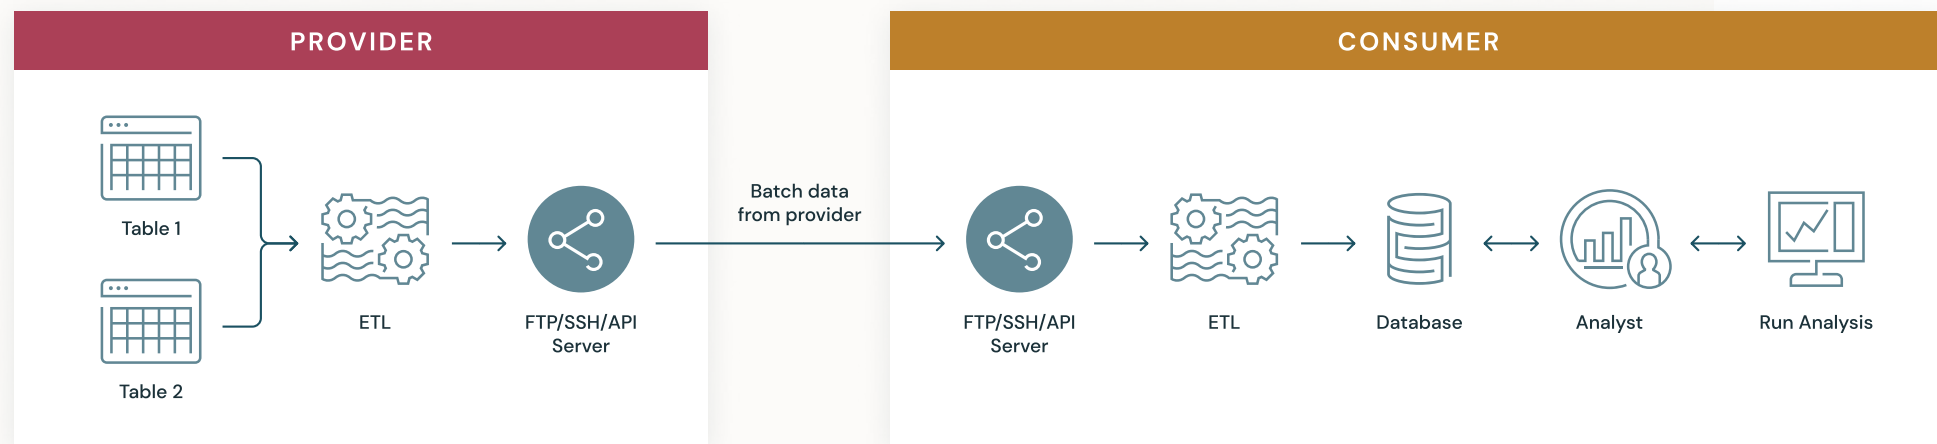 PROVIDER
CONSUMER
Table 1
Table 2
ETL
FTP/SSH/API
Server
Batch data
from provider
FTP/SSH/API
Server
ETL
Database
Analyst
Run Analysis